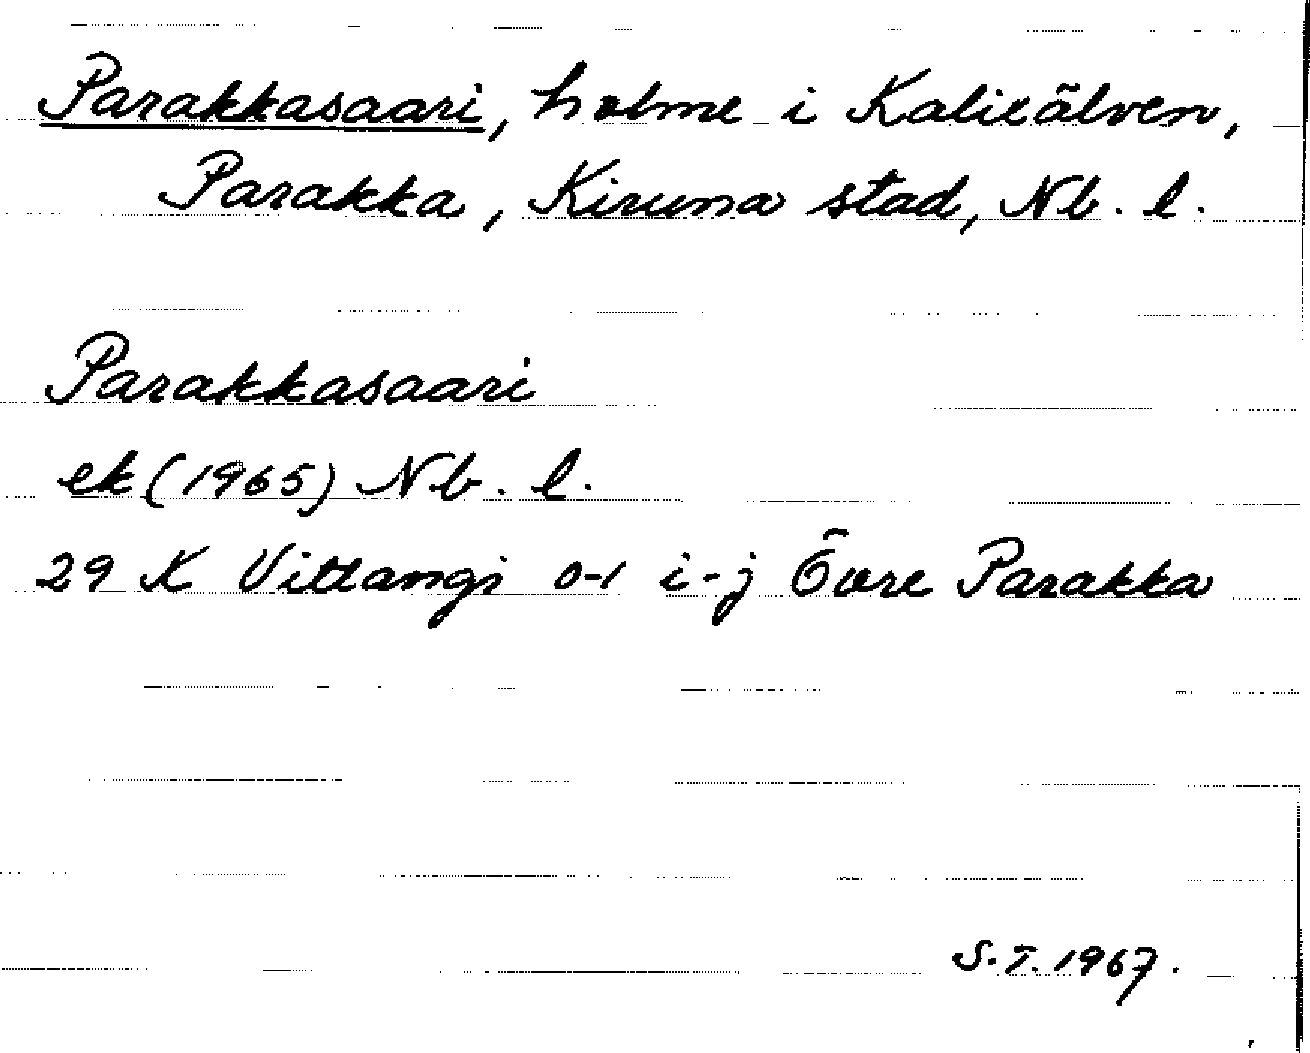 Parakkasaari, holme i Kalixälven,
Parakka, Kiruna stad, Nb. l.
Parakkasaari
ek (1965) Nb. l.
29 K Vittangi 0-1 i-j Övre Parakka
S.T. 1967.